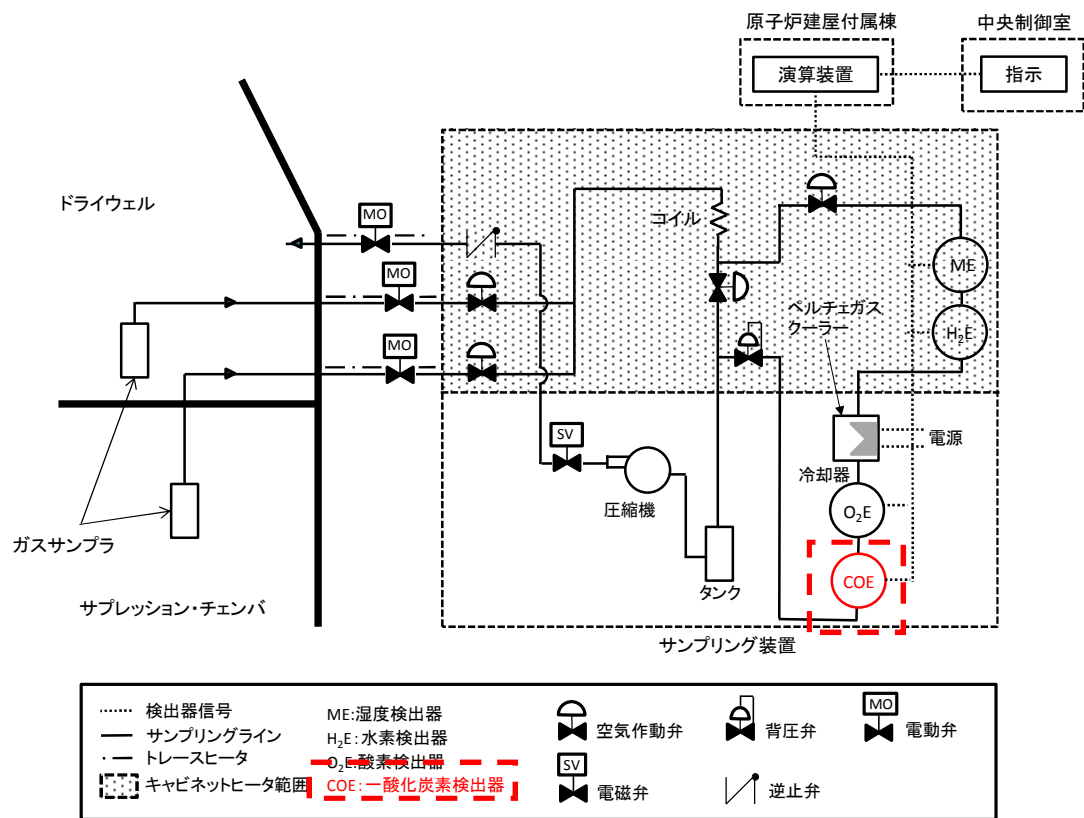 原子炉建屋付属棟
中央制御室
演算装置
指示
ドライウェル
MO
コイル
MO
ME
ペルチェガス
クーラー
H₂E
MO
SV
電源
冷却器
圧縮機
O₂E
ガスサンプラ
COE
タンク
サプレッション・チェンバ
サンプリング装置
検出器信号
サンプリングライン
トレースヒータ
キャビネットヒータ範囲
ME:湿度検出器
H₂E：水素検出器
O₂E:酸素検出器
COE：一酸化炭素検出器
空気作動弁
SV
電磁弁
背圧弁
逆止弁
MO
電動弁